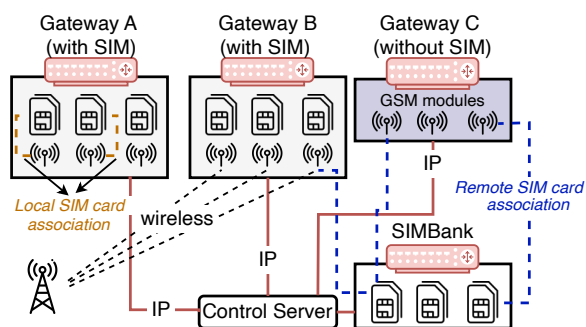 Gateway A
(with SIM)
Gateway B
(with SIM)
Gateway C
(without SIM)
GSM modules
IP
Local SIM card
association
wireless
Remote SIM card
association
SIMBank
IP
IP
Control Server